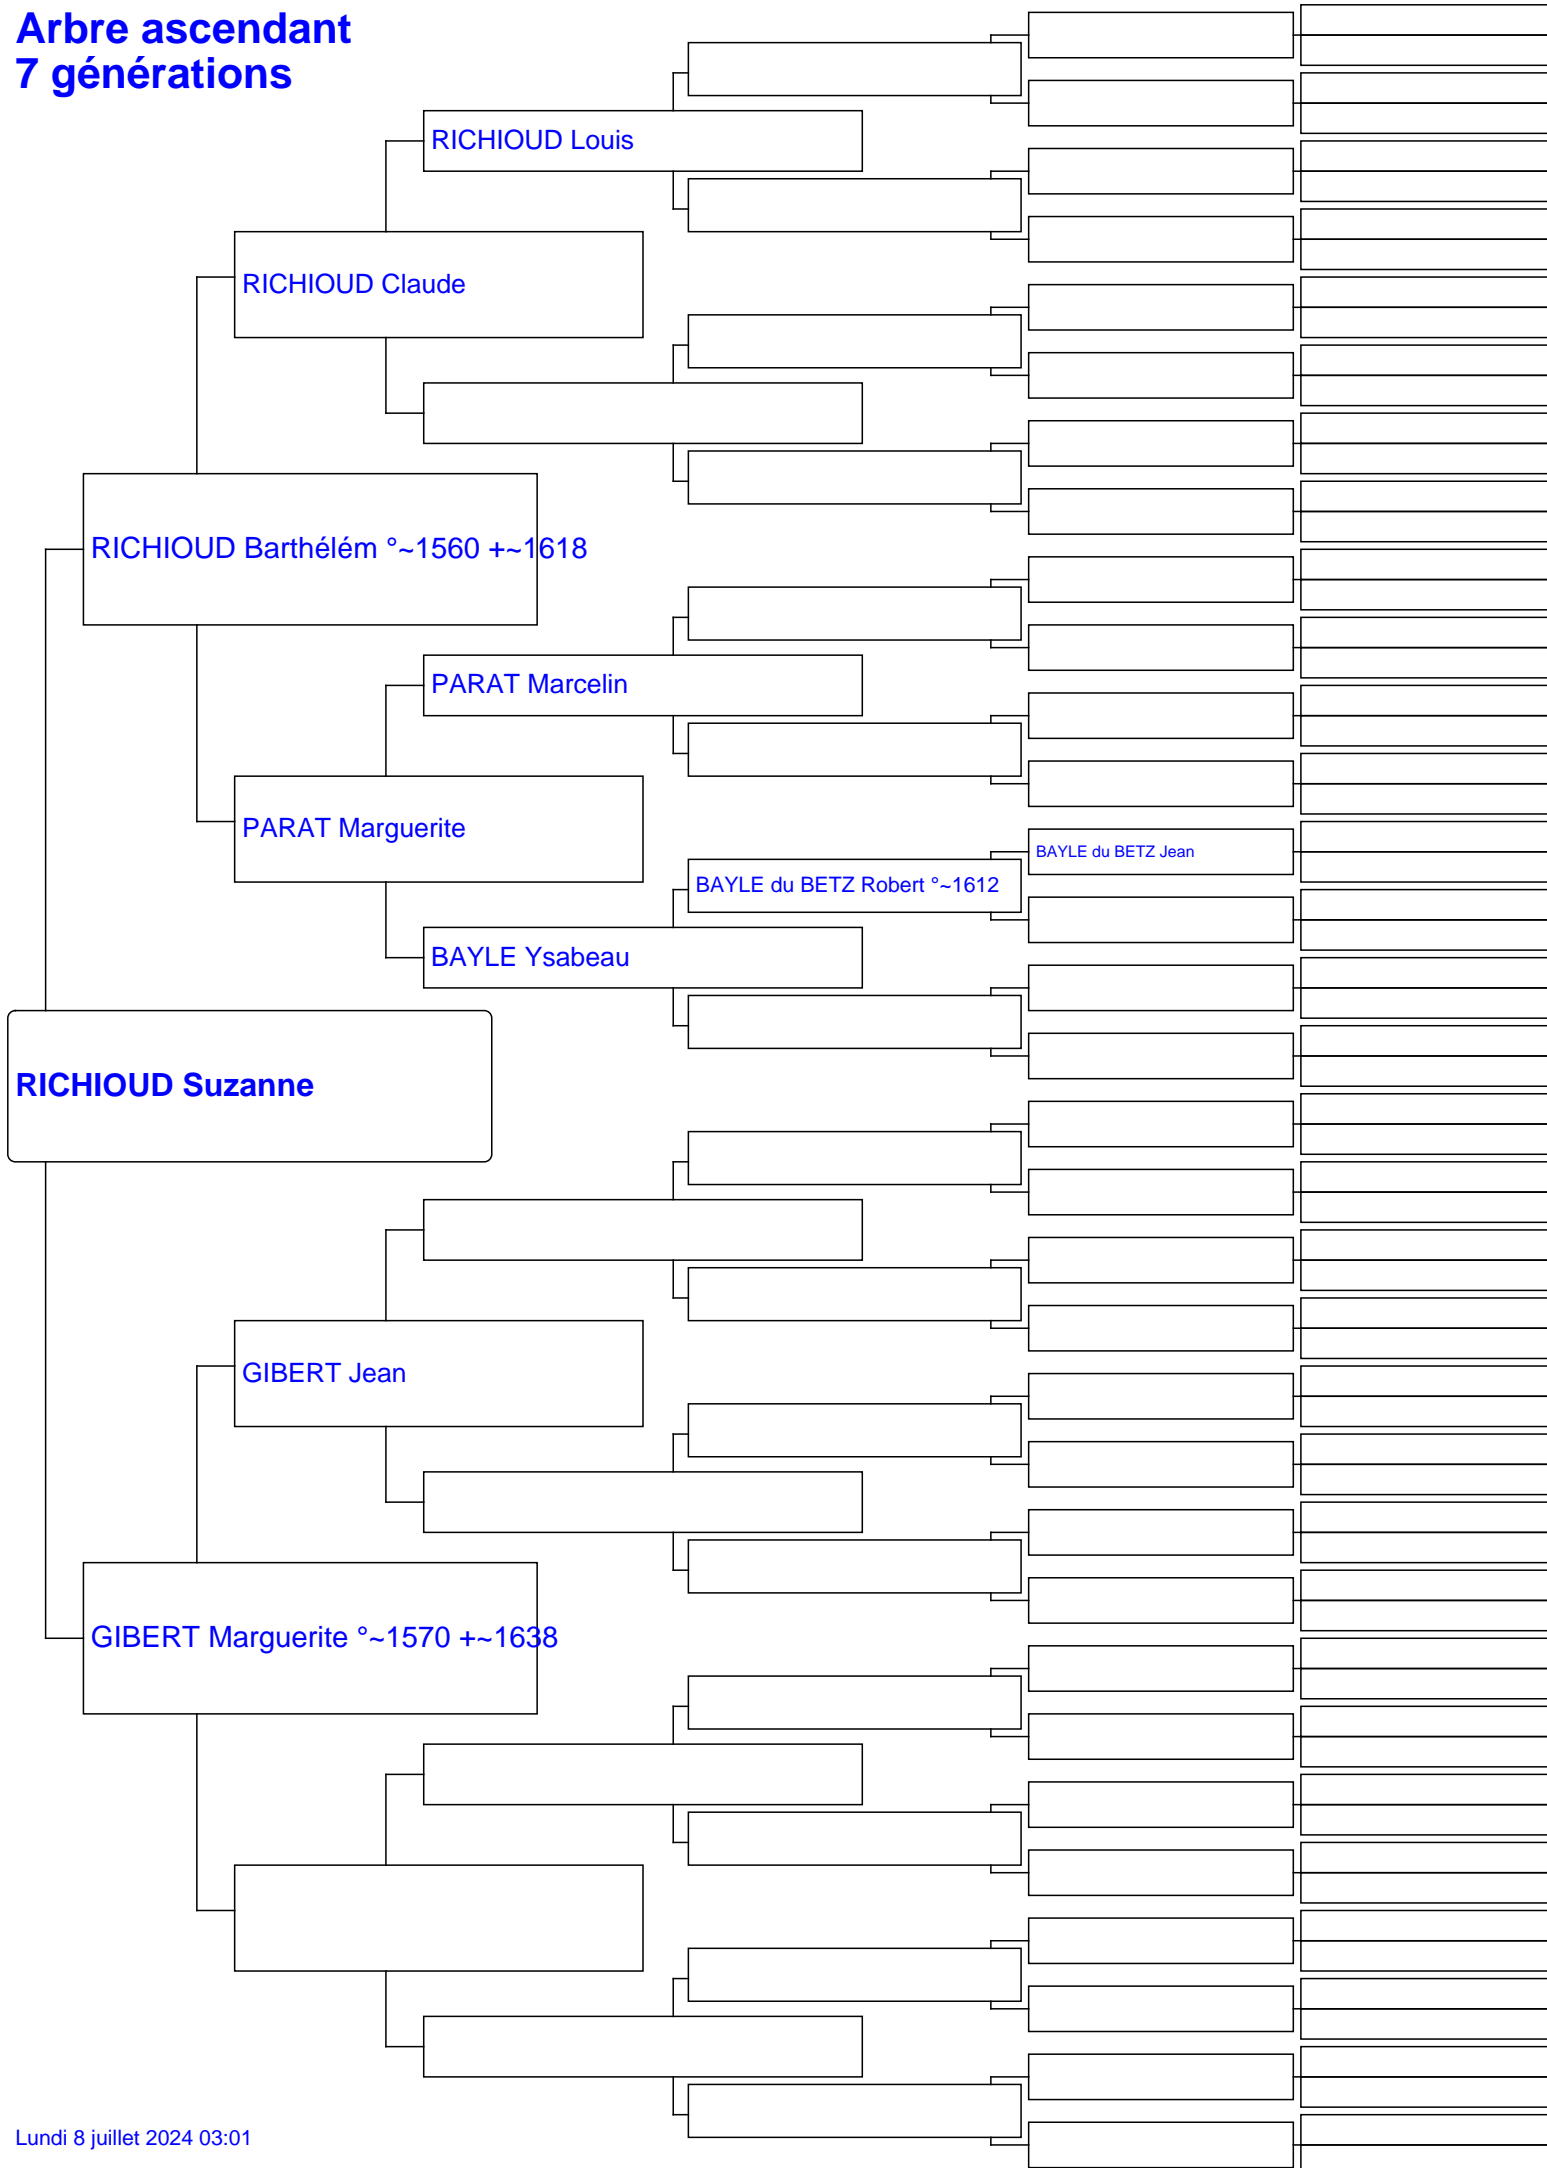 Arbre ascendant
7 générations
RICHIOUD Louis
RICHIOUD Claude
RICHIOUD Barthélém °~1560 +~1618
PARAT Marcelin
PARAT Marguerite
BAYLE du BETZ Jean
BAYLE du BETZ Robert °~1612
BAYLE Ysabeau
RICHIOUD Suzanne
GIBERT Jean
GIBERT Marguerite °~1570 +~1638
Lundi 8 juillet 2024 03:01